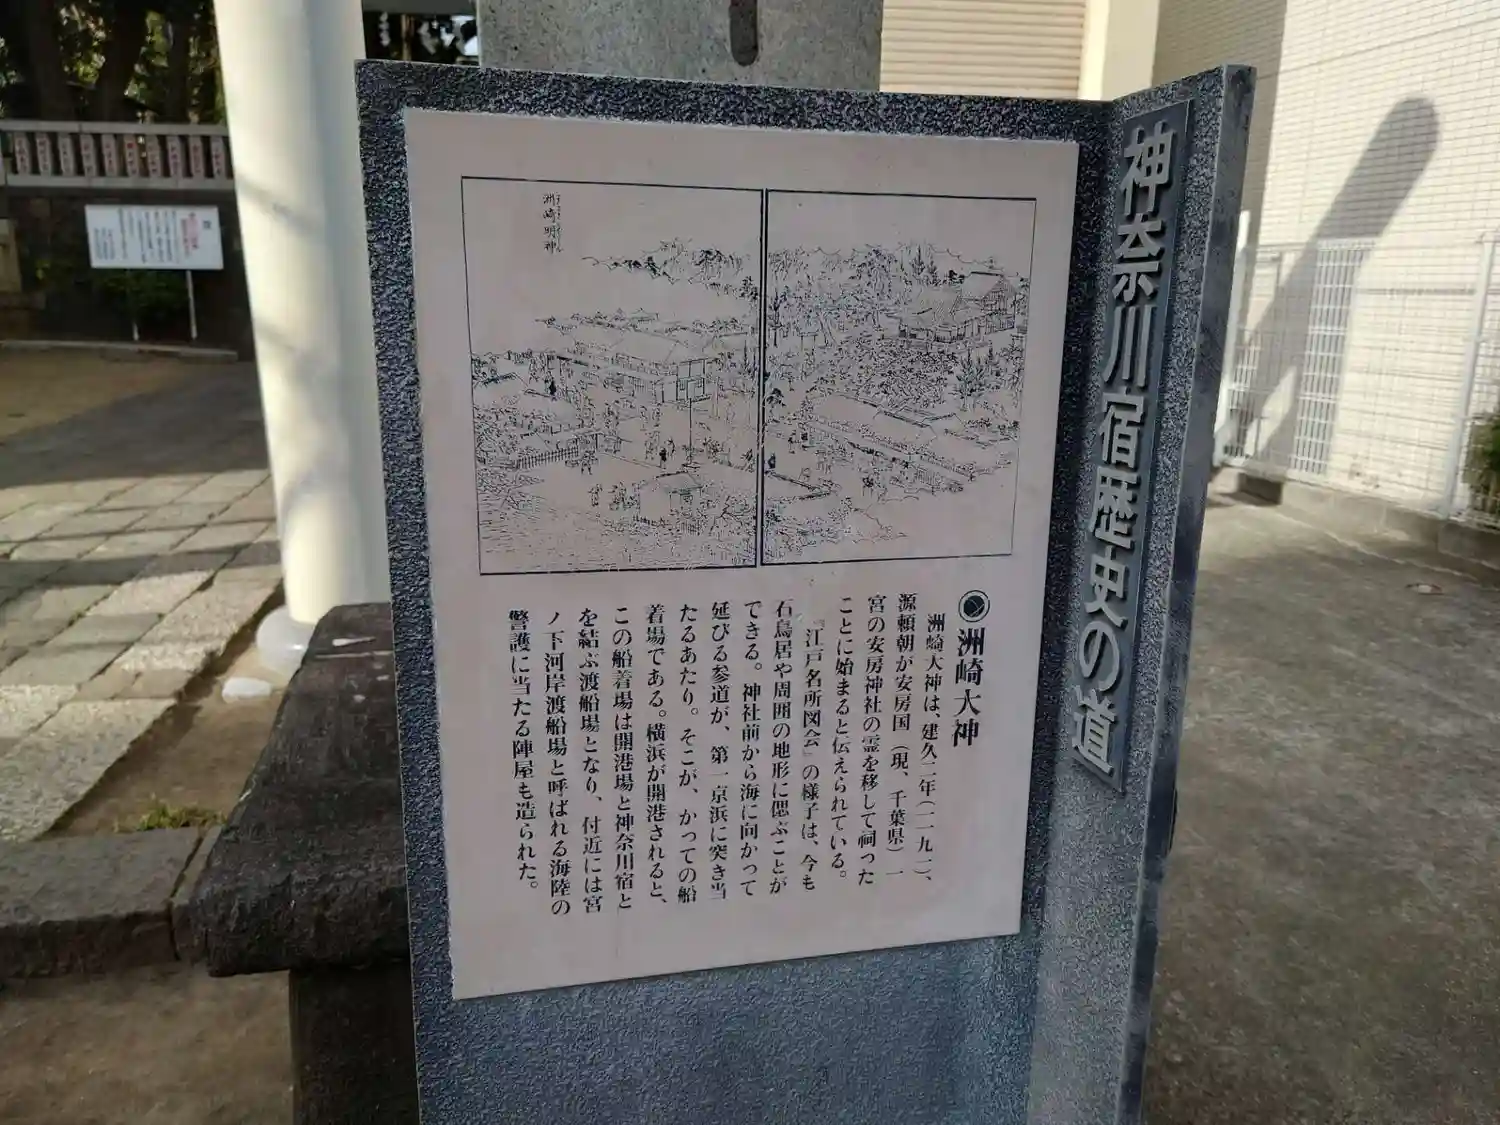 神奈川宿歴史の道
洲崎明神
洲崎大神
洲崎大神は、建久二年(一一九一)、
源頼朝が安房国(現、千葉県)一
宮の安房神社の霊を移して祠った
ことに始まると伝えられている。
『江戸名所図会』の様子は、今も
石鳥居や周囲の地形に偲ぶことが
できる。神社前から海に向かって
延びる参道が、第一京浜に突き当
たるあたり。そこが、かつての船
着場である。横浜が開港されると、
この船着場は開港場と神奈川宿と
を結ぶ渡船場となり、付近には宮
ノ下河岸渡船場と呼ばれる海陸の
警護に当たる陣屋も造られた。